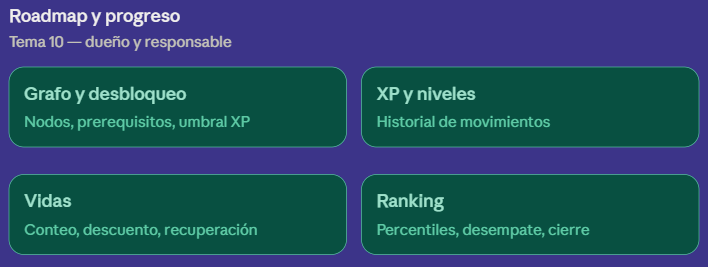 Roadmap y progreso
Tema 10 — dueño y responsable
Grafo y desbloqueo
Nodos, prerequisitos, umbral XP
XP y niveles
Historial de movimientos
Vidas
Conteo, descuento, recuperación
Ranking
Percentiles, desempate, cierre